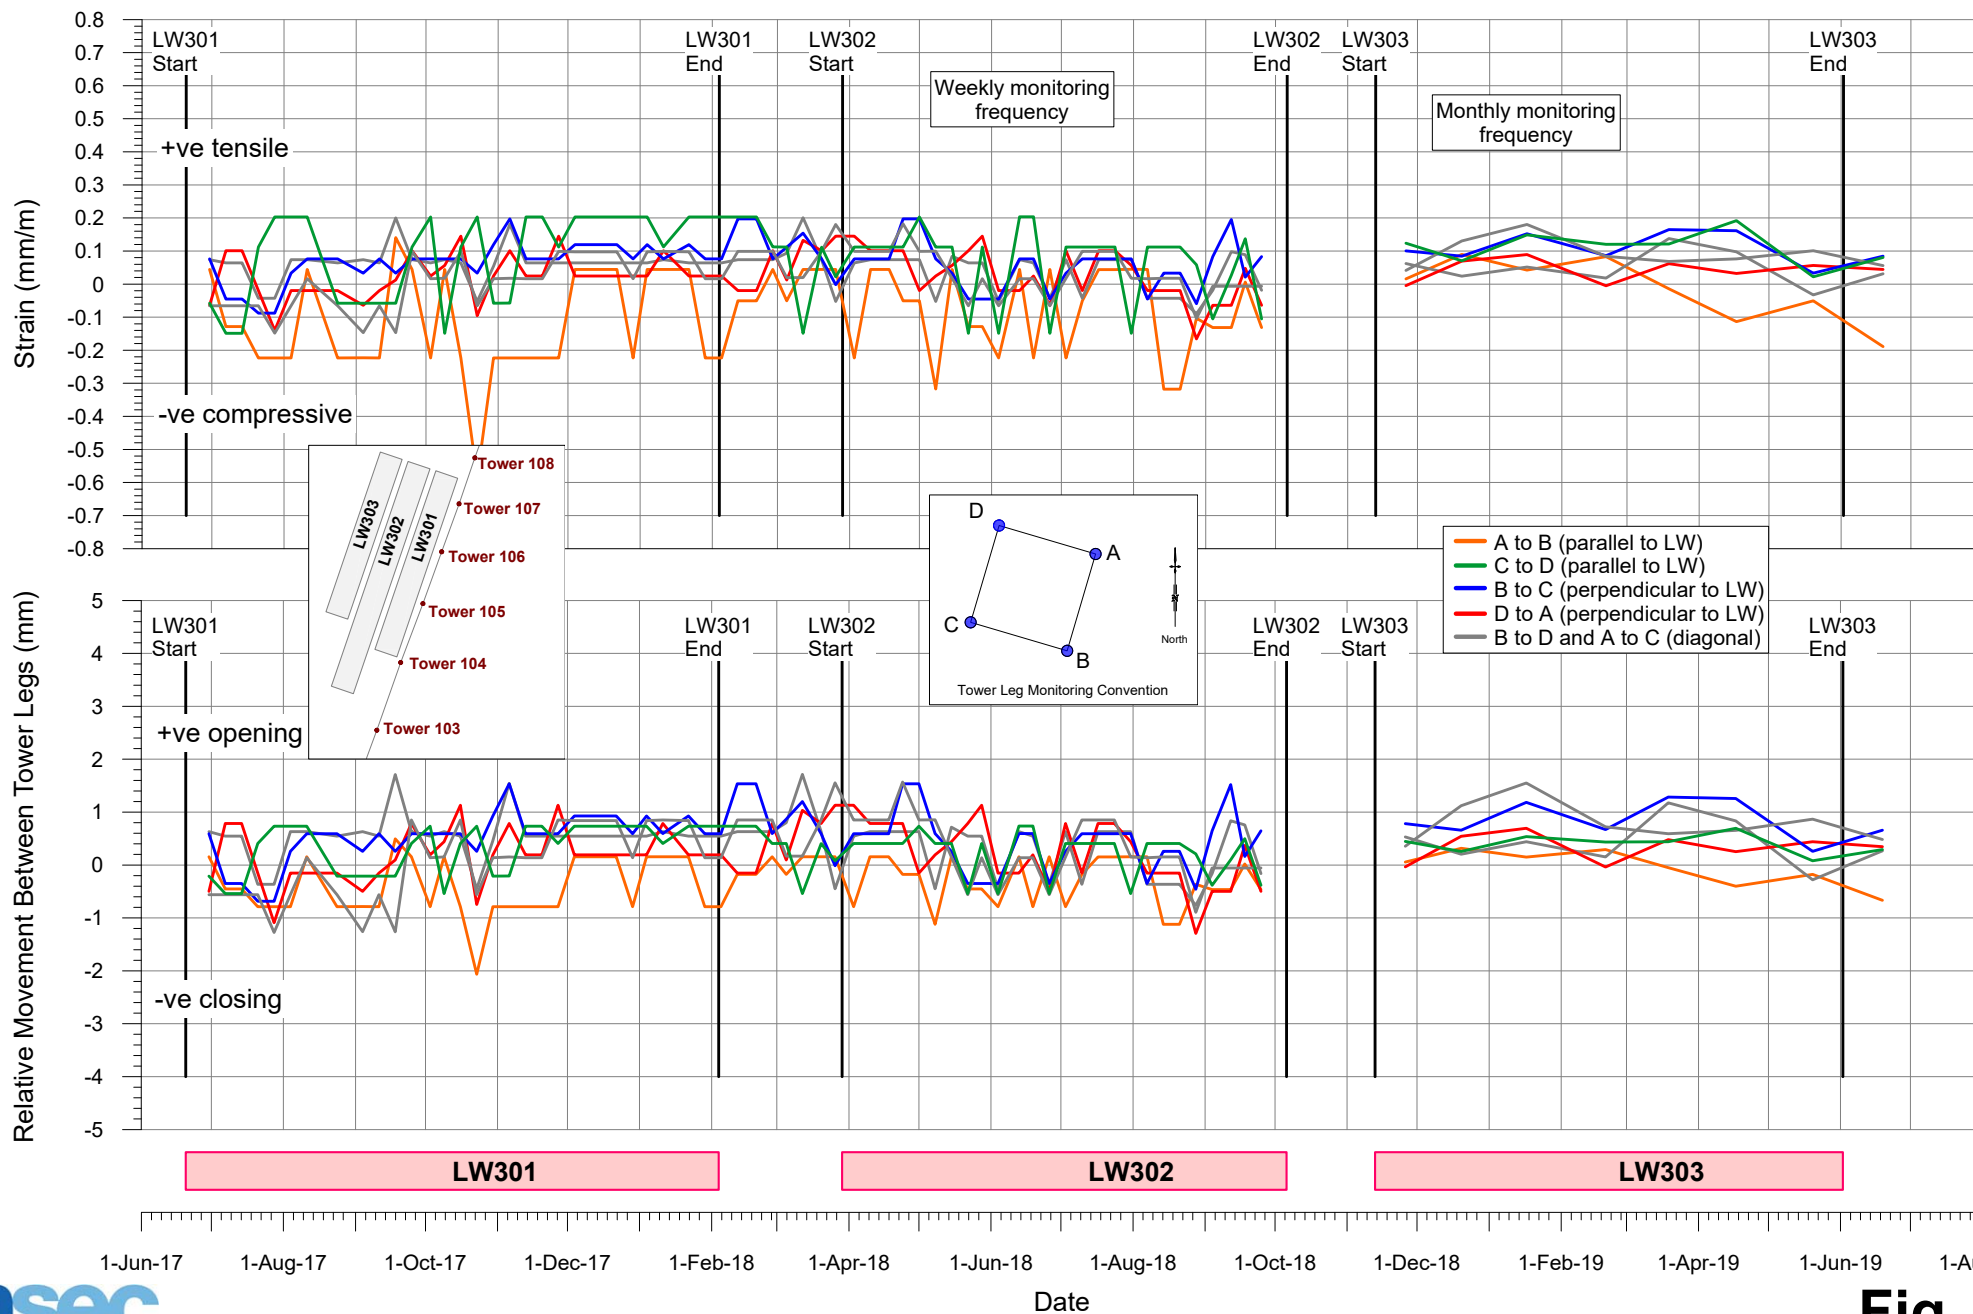 0.8
0.7
0.6
0.5
0.4
0.3
0.2
0.1
0
-0.1
-0.2
-0.3
-0.4
-0.5
-0.6
-0.7
-0.8
Strain (mm/m)
LW301
Start
LW301
End
LW302
Start
LW302
End
LW303
Start
LW303
End
Weekly monitoring
frequency
Monthly monitoring
frequency
+ve tensile
-ve compressive
Tower 108
Tower 107
Tower 106
Tower 105
Tower 104
Tower 103
LW303
LW302
LW301
D
A
C
B
North
Tower Leg Monitoring Convention
A to B (parallel to LW)
C to D (parallel to LW)
B to C (perpendicular to LW)
D to A (perpendicular to LW)
B to D and A to C (diagonal)
5
4
3
2
1
0
-1
-2
-3
-4
-5
Relative Movement Between Tower Legs (mm)
LW301
Start
LW301
End
LW302
Start
LW302
End
LW303
Start
LW303
End
+ve opening
-ve closing
LW301
LW302
LW303
1-Jun-17
1-Aug-17
1-Oct-17
1-Dec-17
1-Feb-18
1-Apr-18
1-Jun-18
1-Aug-18
1-Oct-18
1-Dec-18
1-Feb-19
1-Apr-19
1-Jun-19
Date
sec
Fig